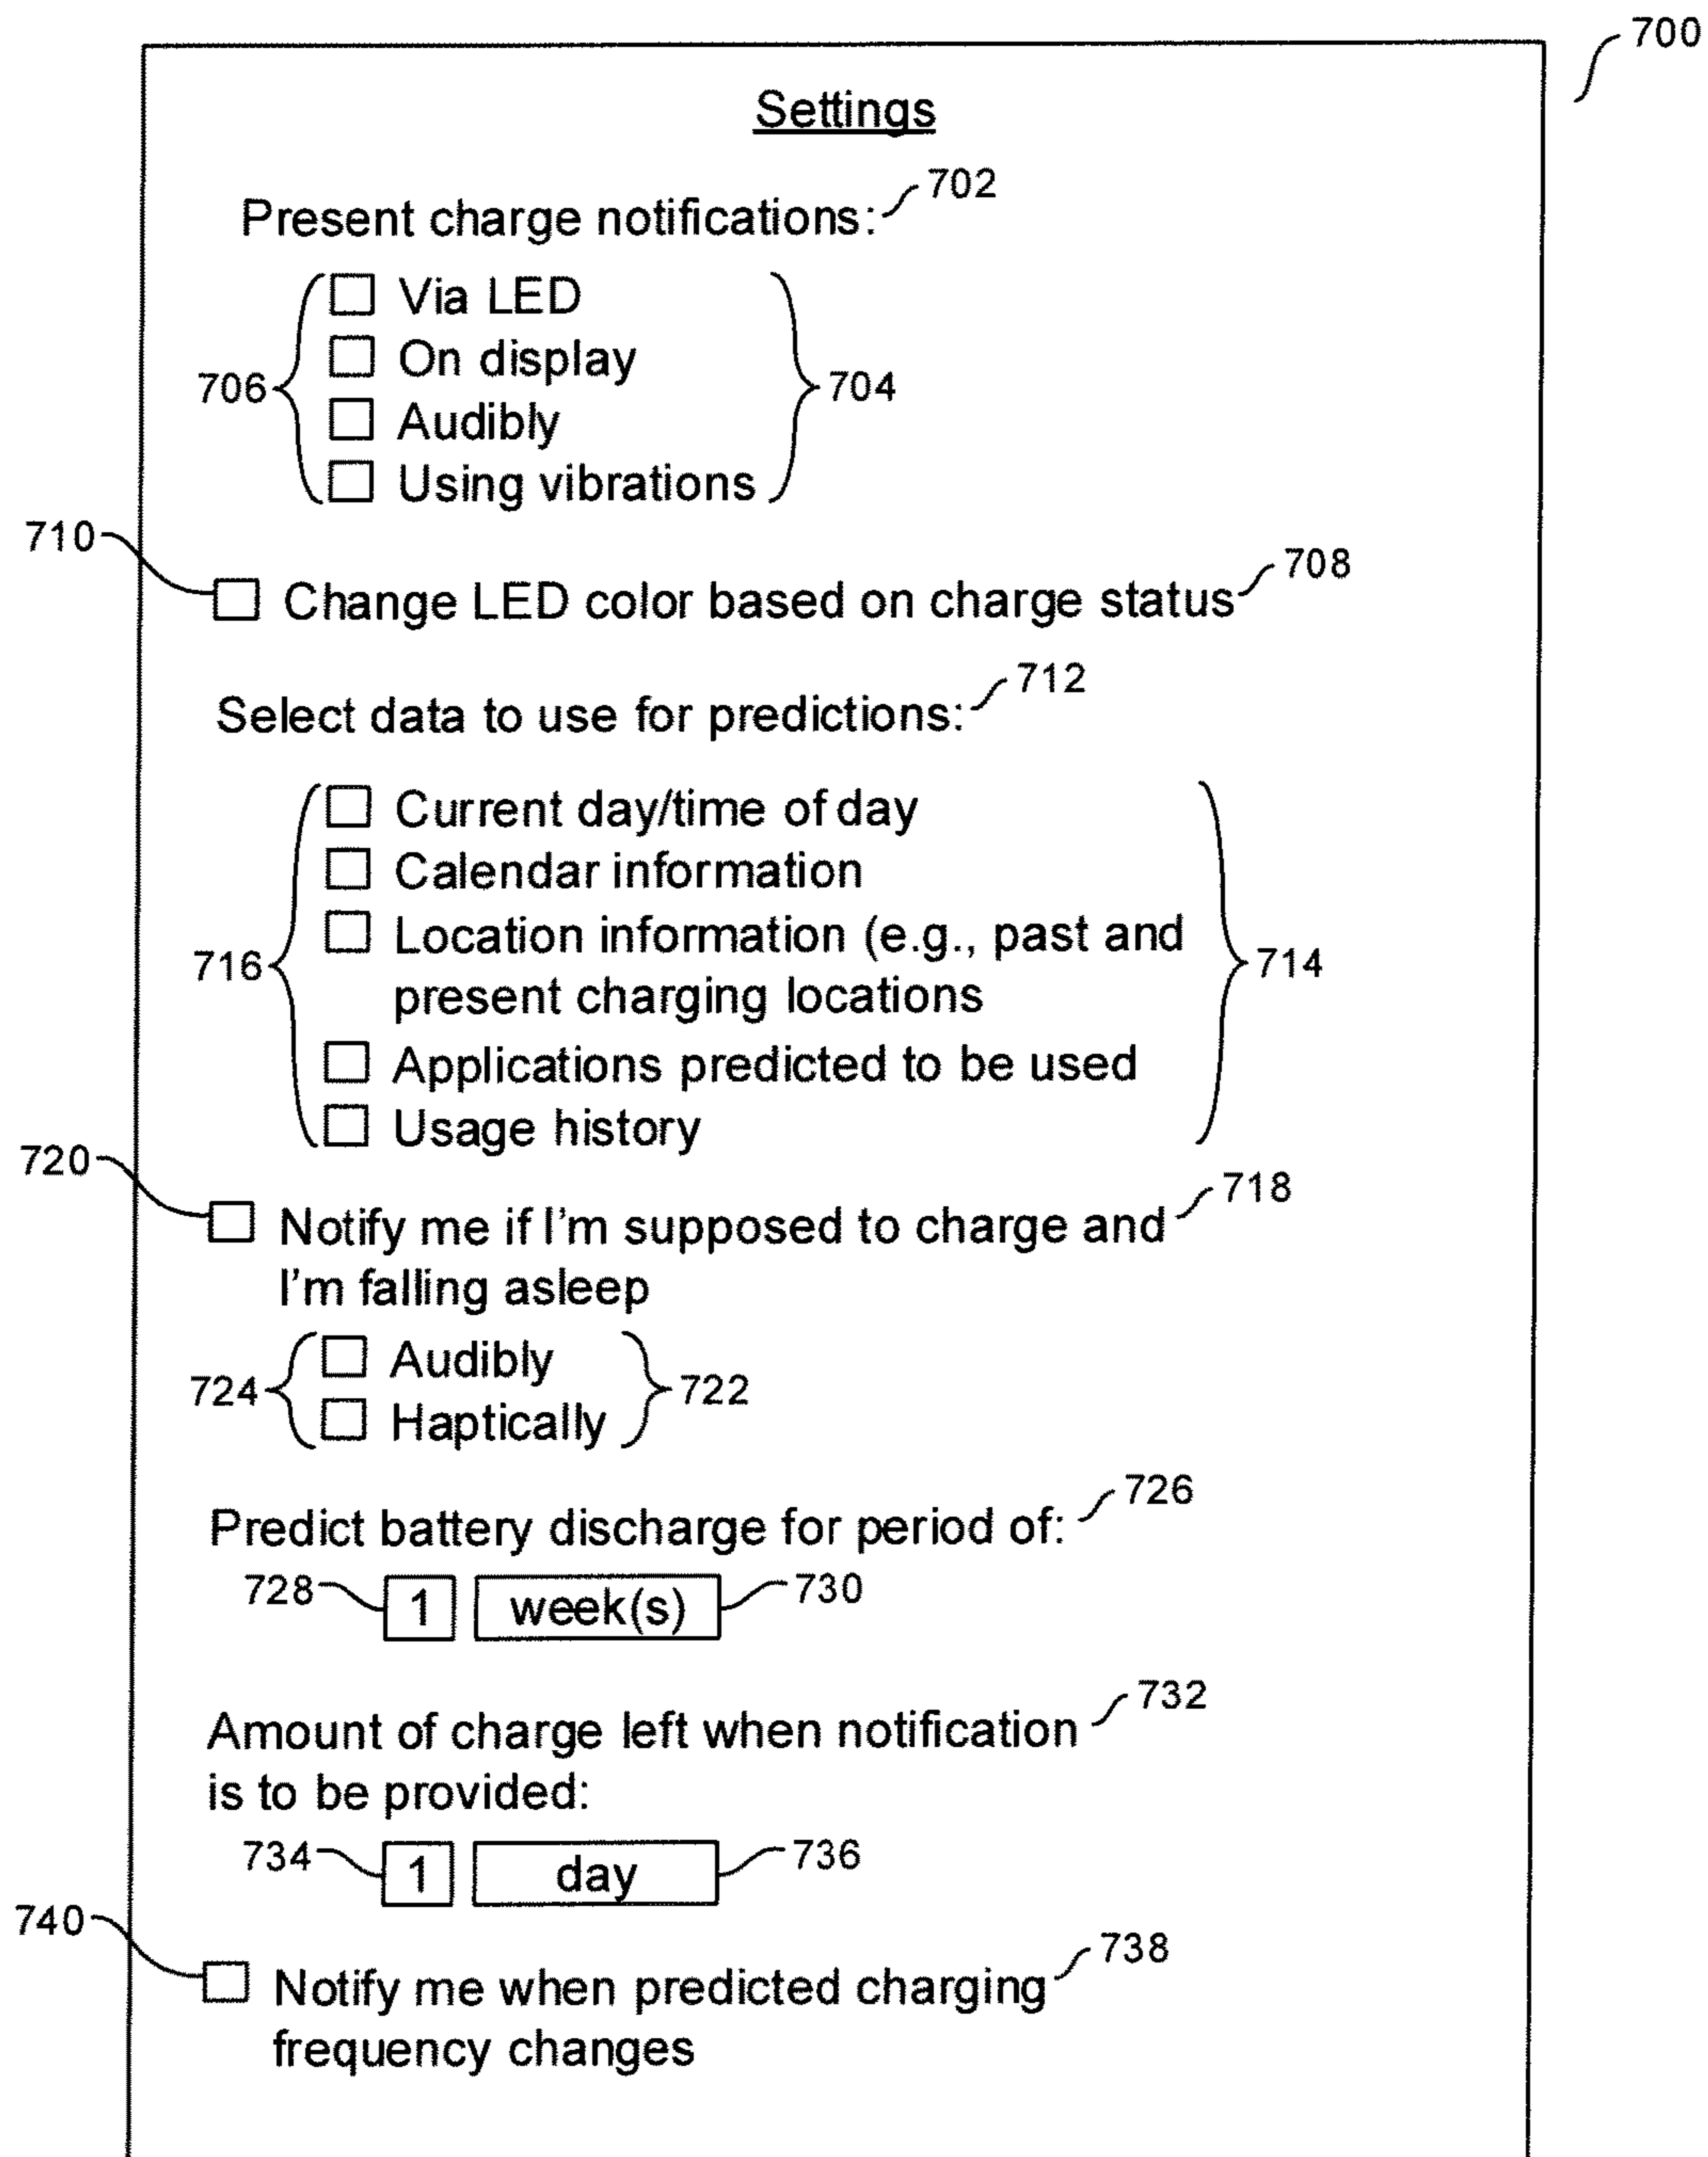 700
Settings
702
Present charge notifications:
Via LED
On display
706
704
Audibly
Using vibrations
710
708
Change LED color based on charge status
712
Select data to use for predictions:
Current day/time of day
Calendar information
Location information (e.g., past and
716
714
present charging locations
Applications predicted to be used
Usage history
720
718
Notify me if I'm supposed to charge and
I'm falling asleep
Audibly
724
722
Haptically
726
Predict battery discharge for period of:
728 1 week(s) 730
732
Amount of charge left when notification
is to be provided:
734 1 day 736
740
738
Notify me when predicted charging
frequency changes